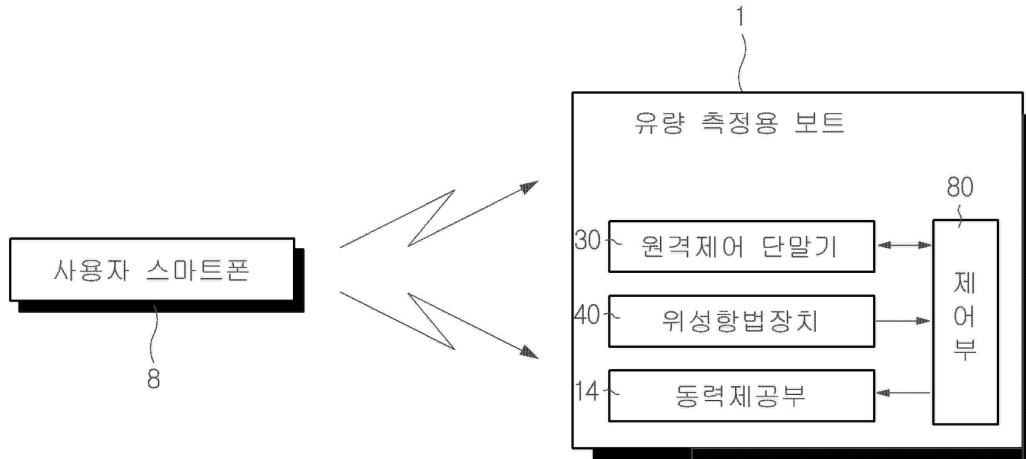 1
유량 측정용 보트
80
30 원격제어 단말기
사용자 스마트폰
제어부
40 위성항법장치
8
14 동력제공부